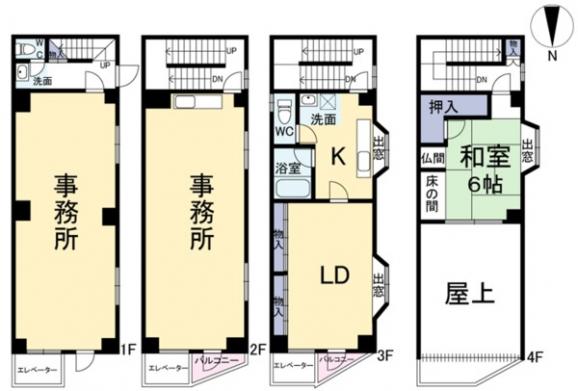 WC
物入
UP
洗面
事務所
1F
エレベーター
UP
DN
事務所
2F
エレベーター
バルコニー
UP
DN
WC
洗面
K
出窓
浴室
物入
LD
物入
出窓
3F
エレベーター
バルコニー
物入
DN
押入
仏間
和室
6帖
出窓
床の間
屋上
4F
N